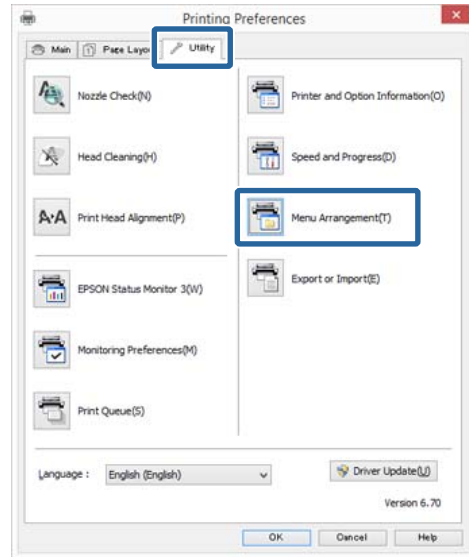 Printing Preferences
Main
Page Layou
Utility
Nozzle Check(N)
Head Cleaning(H)
Print Head Alignment(P)
EPSON Status Monitor 3(W)
Monitoring Preferences(M)
Print Queue(S)
Printer and Option Information(O)
Speed and Progress(D)
Menu Arrangement(T)
Export or Import(E)
Language :
English (English)
Driver Update(U)
Version 6.70
OK
Cancel
Help